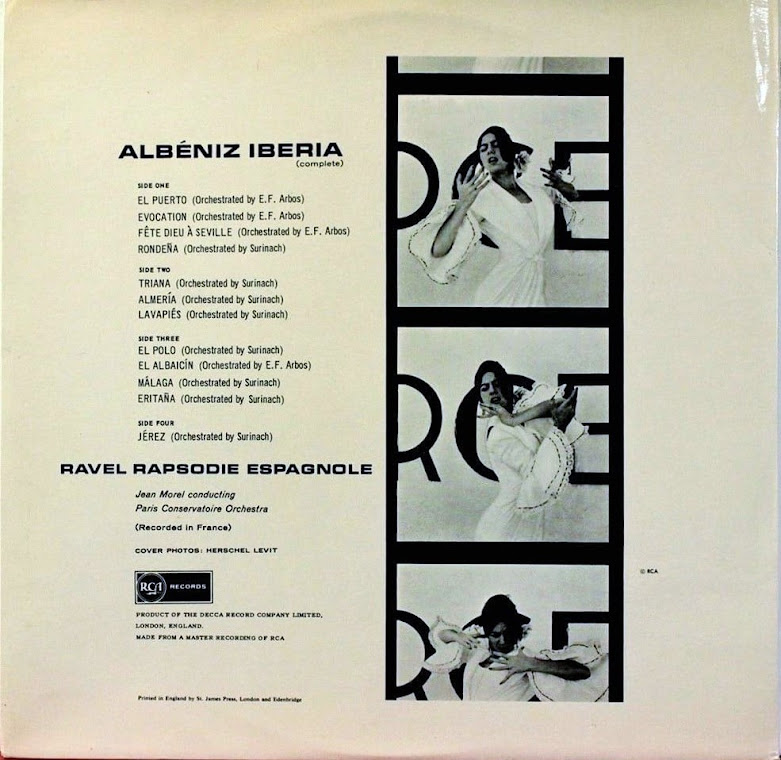 ALBÉNIZ IBERIA
(complete)
SIDE ONE
EL PUERTO (Orchestrated by E.F. Arbos)
EVOCATION (Orchestrated by E.F. Arbos)
FÊTE DIEU À SEVILLE (Orchestrated by E.F. Arbos)
RONDEÑA (Orchestrated by Surinach)
SIDE TWO
TRIANA (Orchestrated by Surinach)
ALMERÍA (Orchestrated by Surinach)
LAVAPIÉS (Orchestrated by Surinach)
SIDE THREE
EL POLO (Orchestrated by Surinach)
EL ALBAICÍN (Orchestrated by E.F. Arbos)
MÁLAGA (Orchestrated by Surinach)
ERITAÑA (Orchestrated by Surinach)
SIDE FOUR
JÉREZ (Orchestrated by Surinach)
RAVEL RAPSODIE ESPAGNOLE
Jean Morel conducting
Paris Conservatoire Orchestra
(Recorded in France)
COVER PHOTOS: HERSCHEL LEVIT
RCA RECORDS
PRODUCT OF THE DECCA RECORD COMPANY LIMITED,
LONDON, ENGLAND.
MADE FROM A MASTER RECORDING OF RCA
Printed in England by St. James Press, London and Edenbridge
© RCA